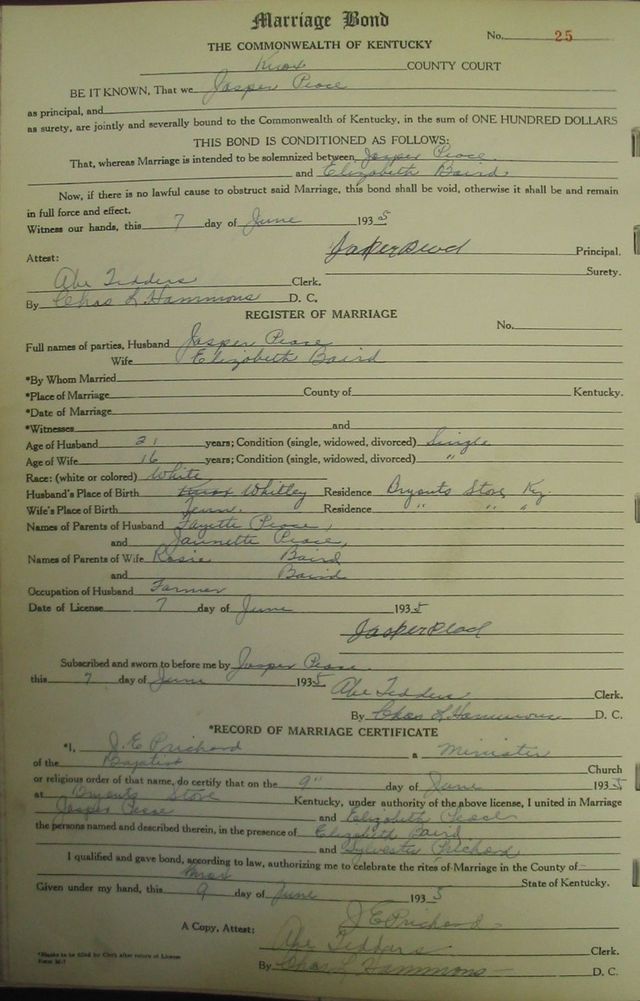 Marriage Bond
No. 25
THE COMMONWEALTH OF KENTUCKY
Knox COUNTY COURT
BE IT KNOWN, That we Jasper Peace
as principal, and
as surety, are jointly and severally bound to the Commonwealth of Kentucky, in the sum of ONE HUNDRED DOLLARS
THIS BOND IS CONDITIONED AS FOLLOWS:
That, whereas Marriage is intended to be solemnized between Jasper Peace
and Elizabeth Baird
Now, if there is no lawful cause to obstruct said Marriage, this bond shall be void, otherwise it shall be and remain
in full force and effect.
Witness our hands, this 7 day of June 1935
Jasper Principal.
Attest: Surety.
Abe Tedders Clerk.
By Chas L. Hammons D. C.
REGISTER OF MARRIAGE
No.
Full names of parties, Husband Jasper Peace
Wife Elizabeth Baird
*By Whom Married
*Place of Marriage County of Kentucky.
*Date of Marriage
*Witnesses and
Age of Husband 21 years; Condition (single, widowed, divorced) Single
Age of Wife 16 years; Condition (single, widowed, divorced) "
Race: (white or colored) White
Husband's Place of Birth Knox Whitley Residence Bryants Store Ky.
Wife's Place of Birth Tenn. Residence " " "
Names of Parents of Husband Fayette Peace,
and Jannette Peace,
Names of Parents of Wife Rosie Baird
and Baird
Occupation of Husband Farmer
Date of License 7 day of June 1935
Jasper
Subscribed and sworn to before me by Jasper Peace.
this 7 day of June 1935
Abe Tedders Clerk.
By Chas L. Hammons D. C.
*RECORD OF MARRIAGE CERTIFICATE
*I, J. E. Prichard a Minister
of the Baptist Church
or religious order of that name, do certify that on the 9" day of June 1935
at Bryants Store Kentucky, under authority of the above license, I united in Marriage
Jasper Peace and Elizabeth
the persons named and described therein, in the presence of Elizabeth Baird
and Sylvester Prichard
I qualified and gave bond, according to law, authorizing me to celebrate the rites of Marriage in the County of
Knox State of Kentucky.
Given under my hand, this 9 day of June 1935
J. E. Prichard
A Copy, Attest: Abe Tedders Clerk.
By Chas L Hammons D. C.
*Blanks to be filled by Clerk after return of License